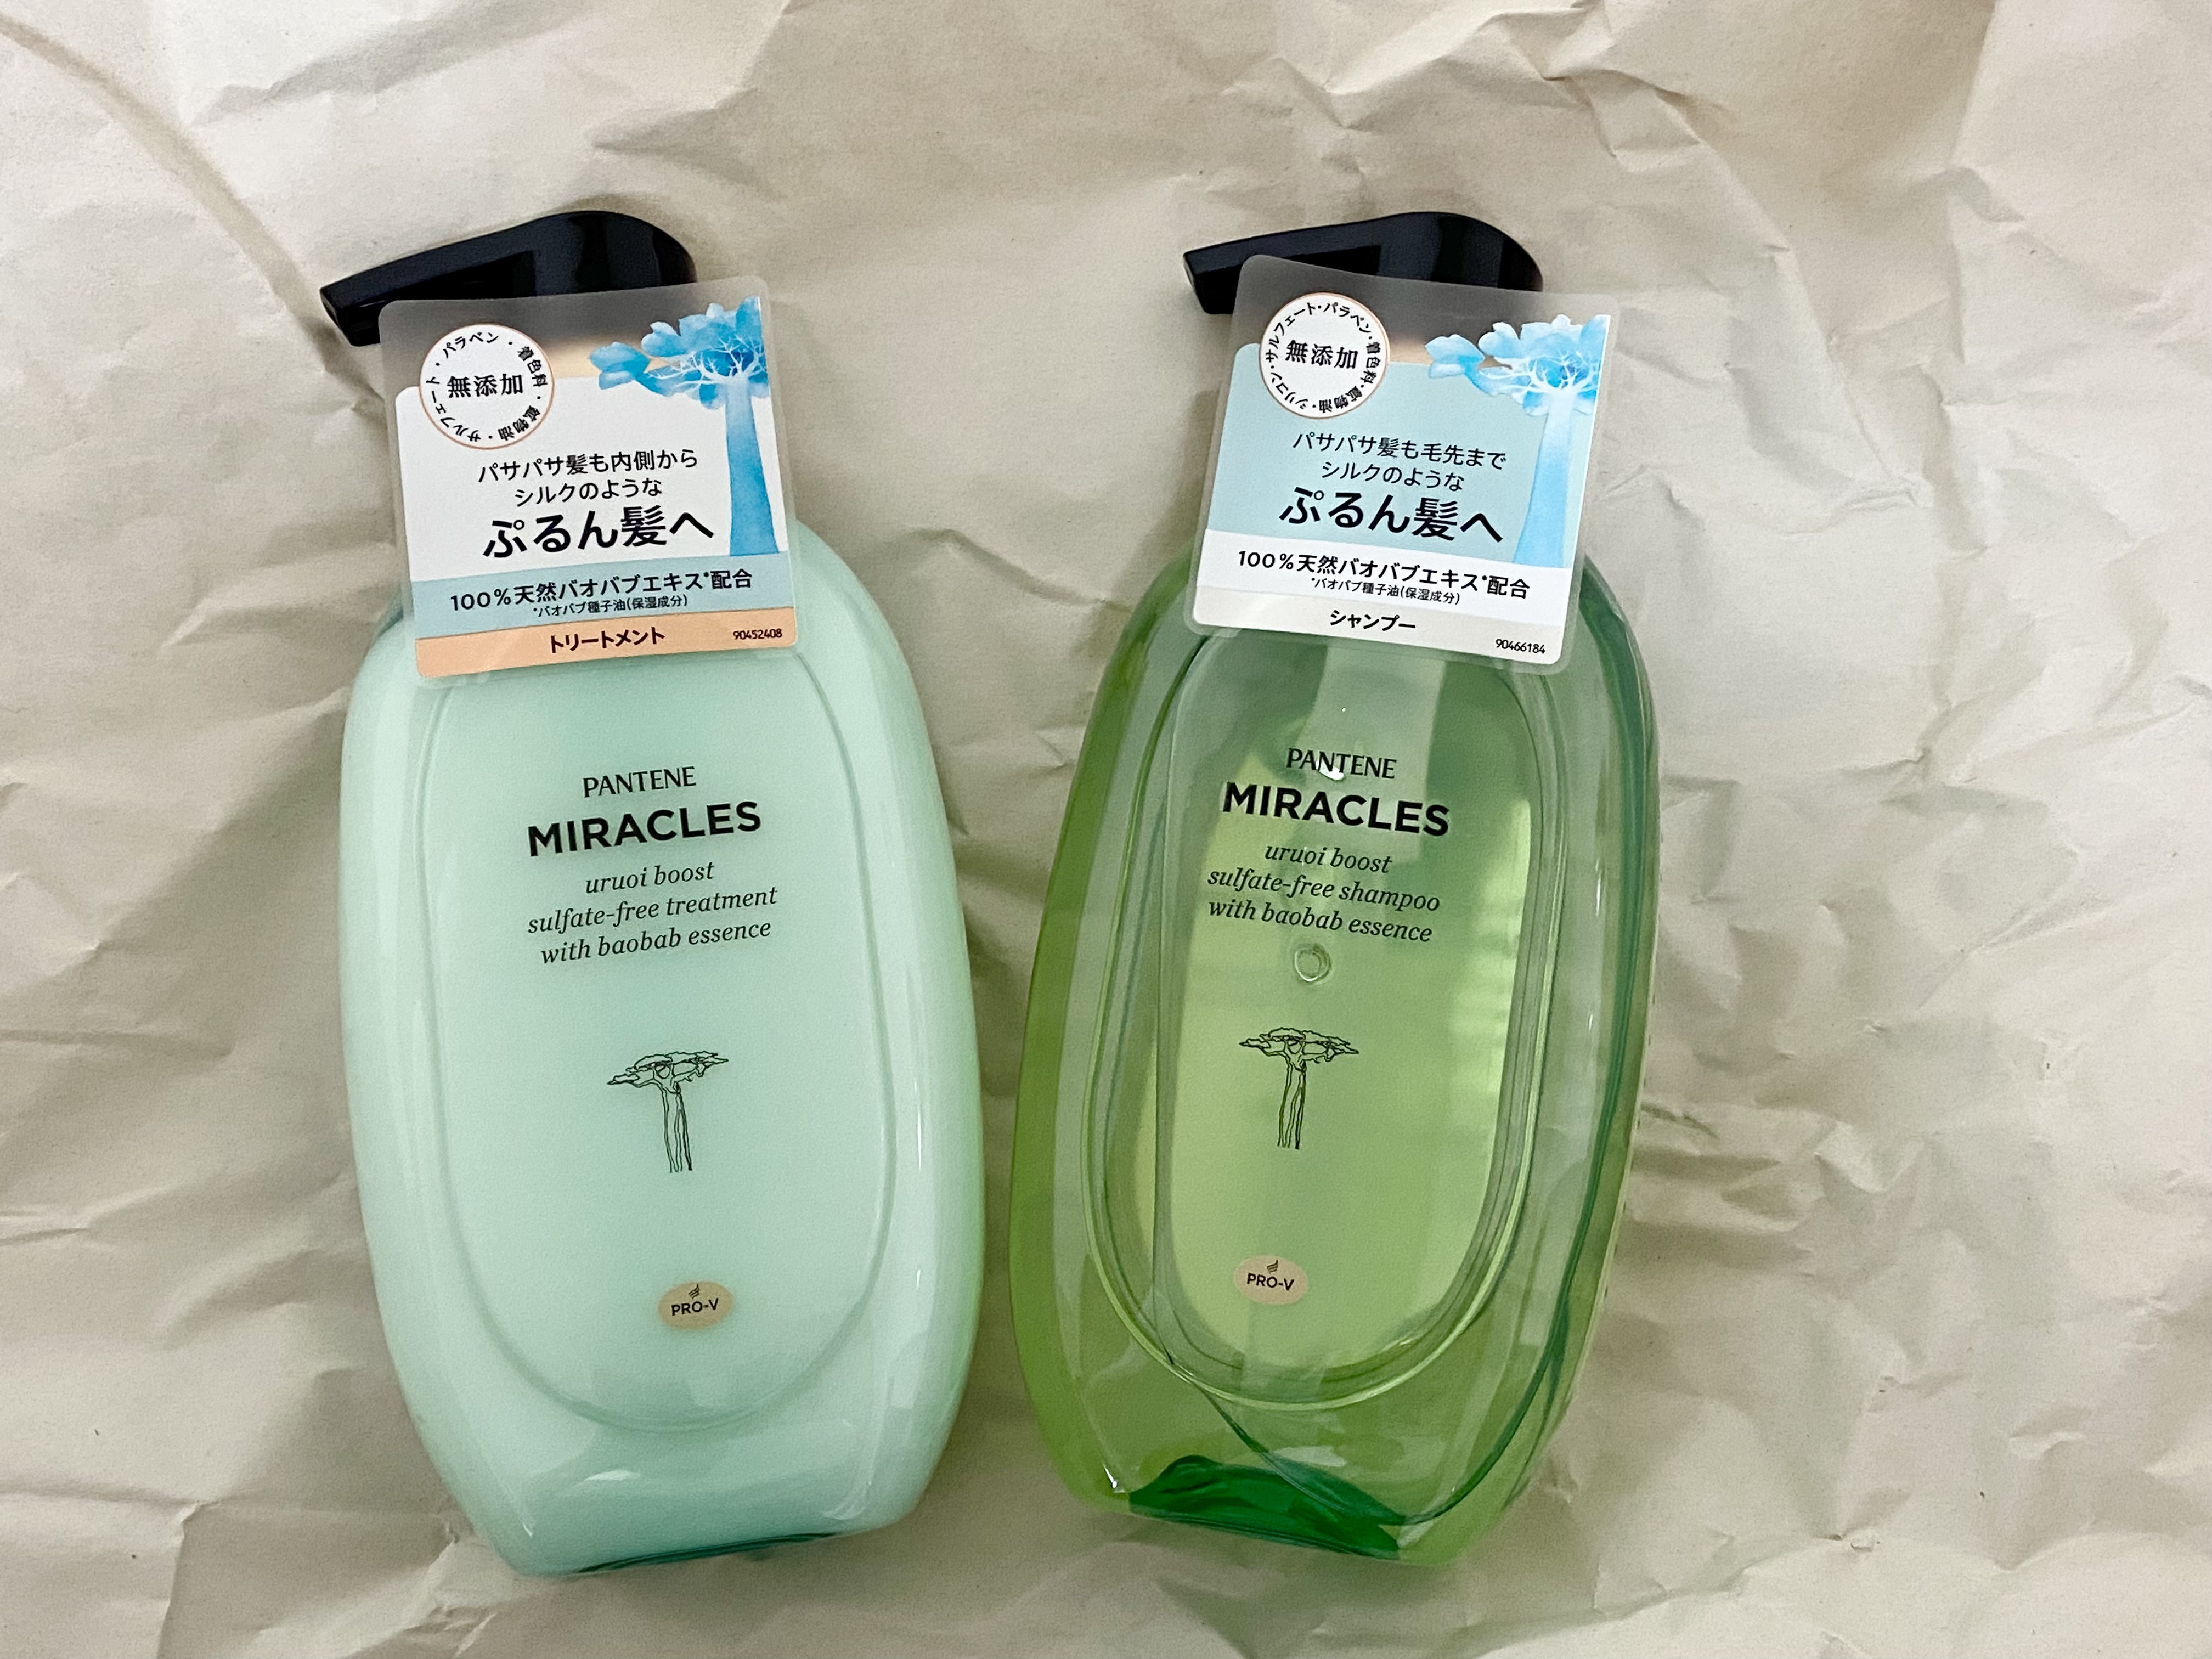 サルフェート・パラベン・着色料・鉱物油・
無添加
パサパサ髪も内側から
シルクのような
ぷるん髪へ
100%天然バオバブエキス*配合
*バオバブ種子油(保湿成分)
トリートメント
90452408
PANTENE
MIRACLES
uruoi boost
sulfate-free treatment
with baobab essence
PRO-V
シリコン・サルフェート・パラベン・着色料・鉱物油・
無添加
パサパサ髪も毛先まで
シルクのような
ぷるん髪へ
100%天然バオバブエキス*配合
*バオバブ種子油(保湿成分)
シャンプー
90466184
PANTENE
MIRACLES
uruoi boost
sulfate-free shampoo
with baobab essence
PRO-V